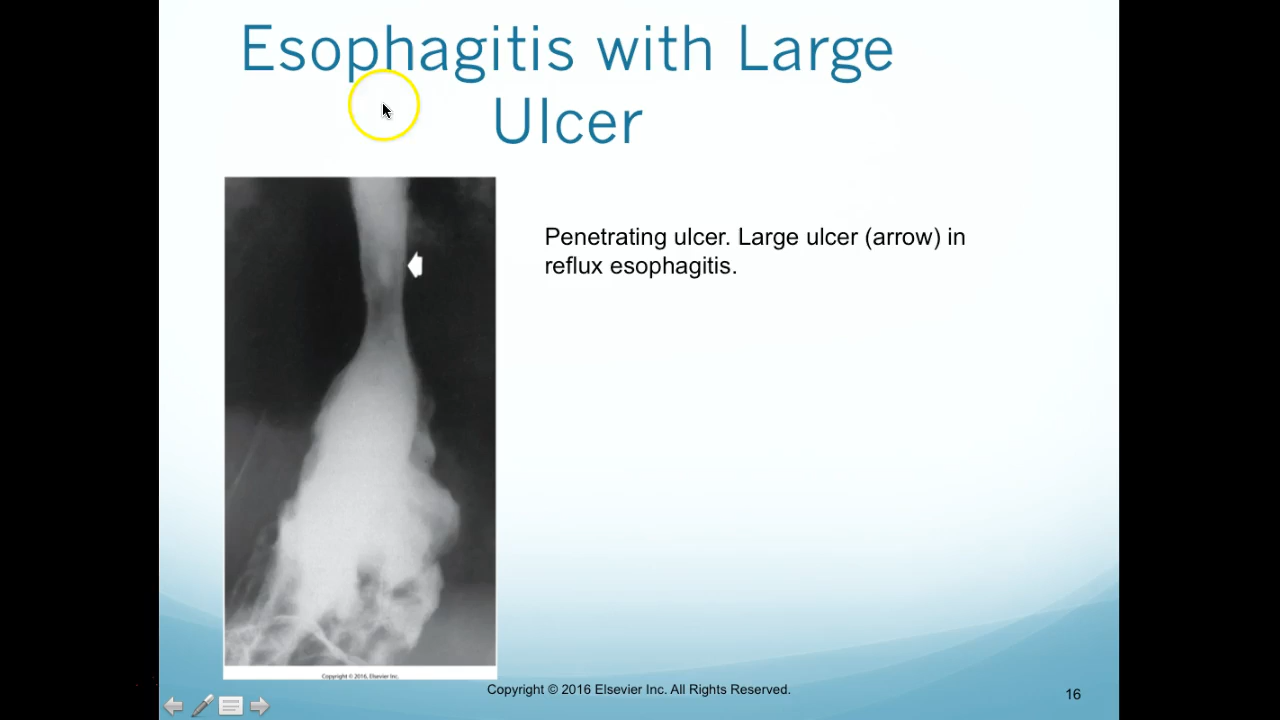 Esophagitis with Large
Ulcer
Penetrating ulcer. Large ulcer (arrow) in
reflux esophagitis.
Copyright © 2016, Elsevier Inc.
Copyright © 2016 Elsevier Inc. All Rights Reserved.
16